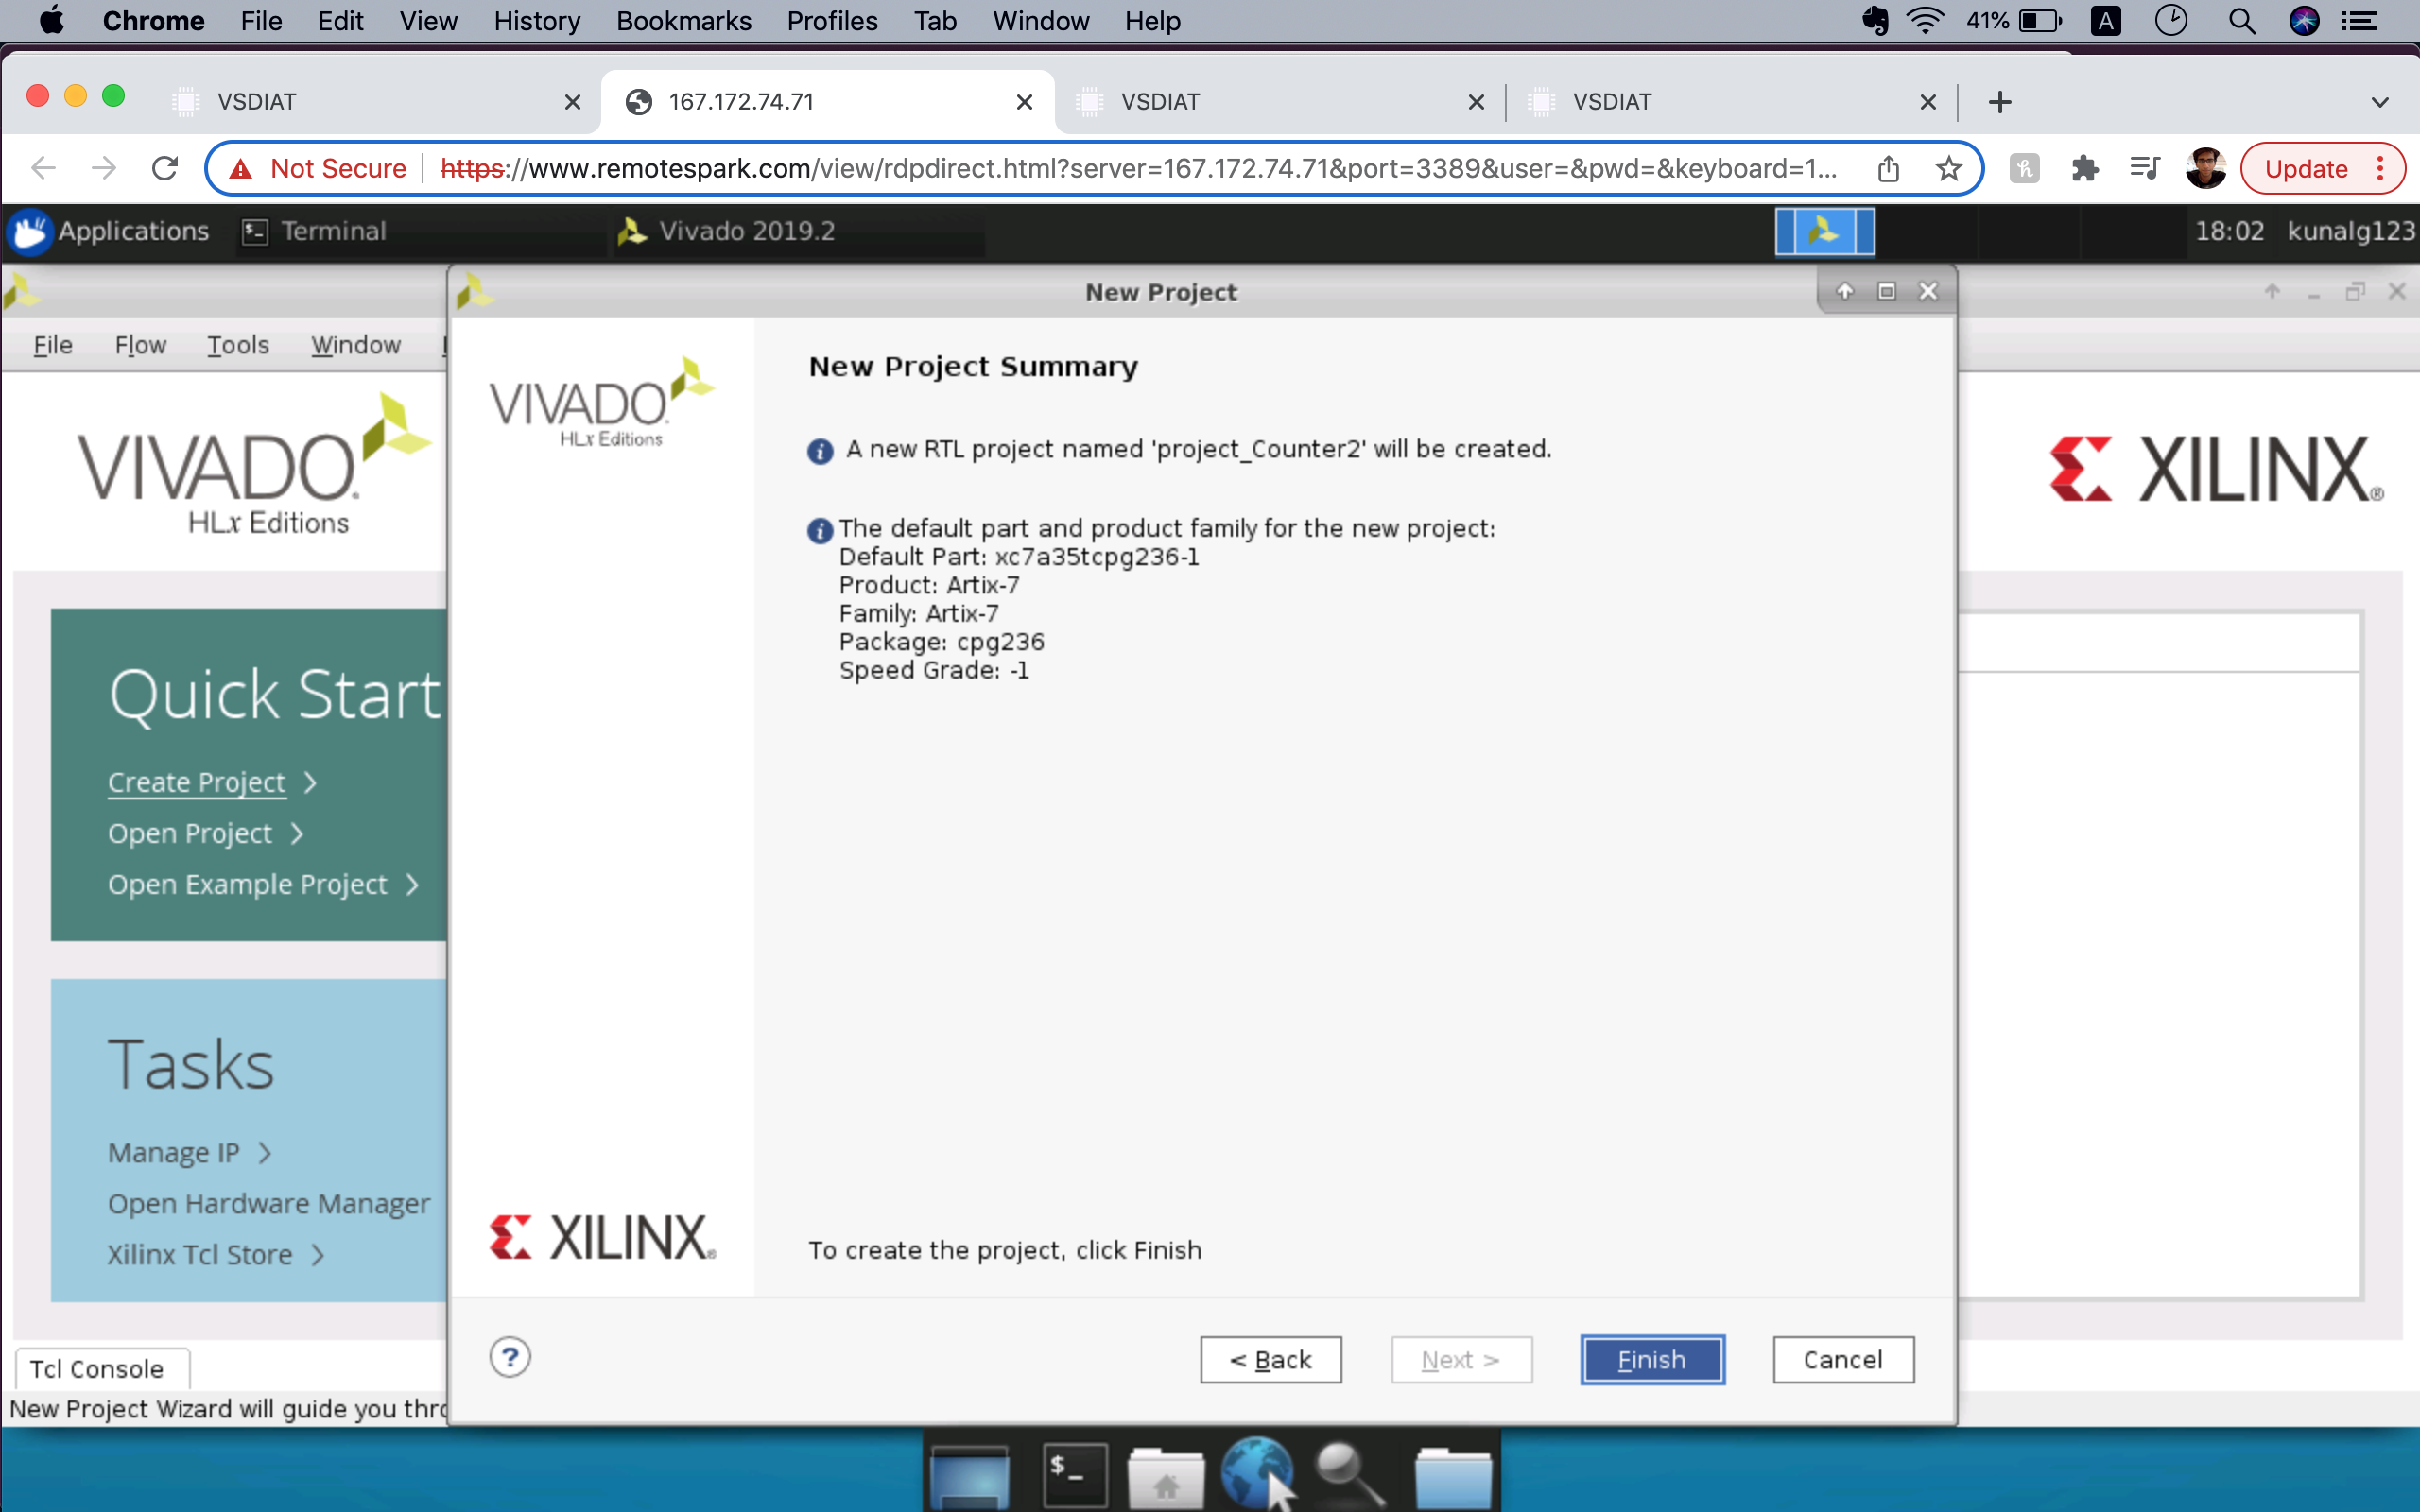 Chrome File Edit View History Bookmarks Profiles Tab Window Help 41% A
VSDIAT 167.172.74.71 VSDIAT VSDIAT
Not Secure https://www.remotespark.com/view/rdpdirect.html?server=167.172.74.71&port=3389&user=&pwd=&keyboard=1... Update
Applications Terminal Vivado 2019.2 18:02 kunalg123
New Project
File Flow Tools Window
VIVADO.
HLx Editions
XILINX®
Quick Start
Create Project >
Open Project >
Open Example Project >
Tasks
Manage IP >
Open Hardware Manager
Xilinx Tcl Store >
VIVADO.
HLx Editions
New Project Summary
A new RTL project named 'project_Counter2' will be created.
The default part and product family for the new project:
Default Part: xc7a35tcpg236-1
Product: Artix-7
Family: Artix-7
Package: cpg236
Speed Grade: -1
XILINX®
To create the project, click Finish
? < Back Next > Finish Cancel
Tcl Console
New Project Wizard will guide you thro
$_